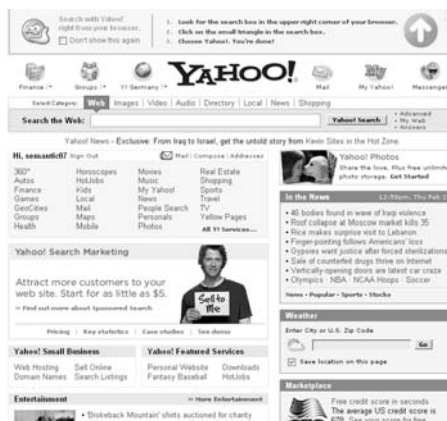 Search with Yahoo!
right from your browser.
Don't show this again
1. Look for the search box in the upper right corner of your browser.
2. Click on the small triangle in the search box.
3. Choose Yahoo!. You're done!
Finance
Groups
Y! Germany
YAHOO!
Mail
My Yahoo!
Messenger
Select Category: Web Images | Video | Audio | Directory | Local | News | Shopping
Search the Web:
Yahoo! Search
• Advanced
• My Web
• Answers
Yahoo! News - Exclusive: From Iraq to Israel, get the untold story from Kevin Sites in the Hot Zone
Hi, semantic07 Sign Out
Mail | Compose | Addresses
360° Horoscopes Movies Real Estate
Autos HotJobs Music Shopping
Finance Kids My Yahoo! Sports
Games Local News Travel
GeoCities Mail People Search TV
Groups Maps Personals Yellow Pages
Health Mobile Photos All Y! Services...
Yahoo! Photos
Share the love. Plus free unlimited
photo storage. Get Started
In the News
• 46 bodies found in wave of Iraqi violence
• Roof collapse at Moscow market kills 35
• Rice makes surprise visit to Lebanon
• Finger-pointing follows Americans' loss
• Gypsies want justice after forced sterilizations
• Sale of counterfeit drugs thrive on Internet
• Vertically-opening doors are latest car craze
• Olympics · NBA · NCAA Hoops · Soccer
News • Popular • Sports • Stocks
Yahoo! Search Marketing
Attract more customers to your
web site. Start for as little as $5.
Find out more about Sponsored Search
Sell to
Me
Pricing | Key statistics | Case studies | See demo
Weather
Enter City or U.S. Zip Code
Go
Save location on this page
Yahoo! Small Business
Web Hosting Sell Online
Domain Names Search Listings
Yahoo! Featured Services
Personal Website Downloads
Fantasy Baseball HotJobs
Marketplace
Free credit score in seconds
The average US credit score is
678. See your score for free
Entertainment
More Entertainment
• 'Brokeback Mountain' shirts auctioned for charity